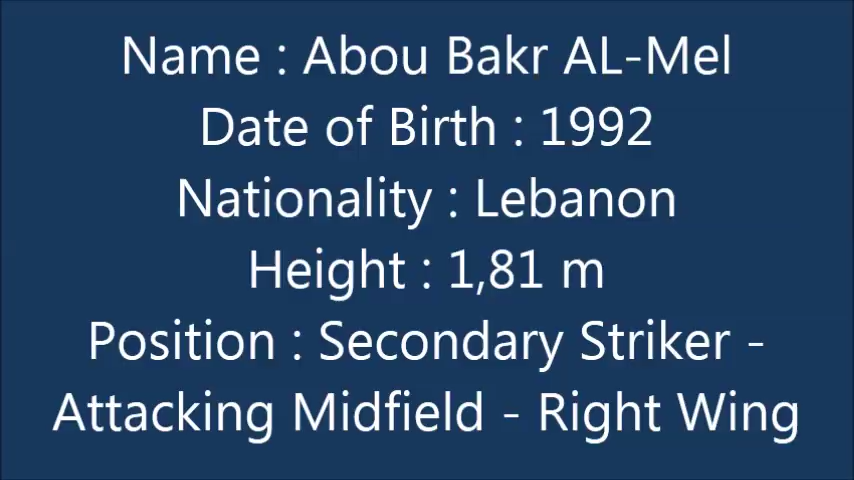 Name : Abou Bakr AL-Mel
Date of Birth : 1992
Nationality : Lebanon
Height : 1,81 m
Position : Secondary Striker -
Attacking Midfield - Right Wing